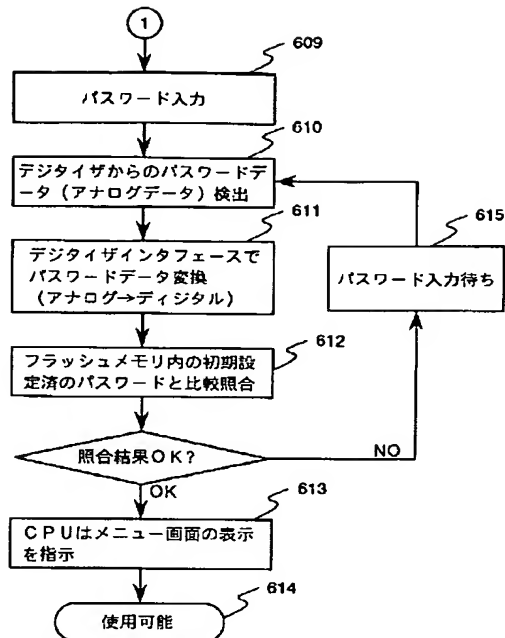 1
609
パスワード入力
610
デジタイザからのパスワードデ
ータ（アナログデータ）検出
611
615
デジタイザインタフェースで
パスワードデータ変換
（アナログ→ディジタル）
パスワード入力待ち
612
フラッシュメモリ内の初期設
定済のパスワードと比較照合
照合結果ＯＫ？
NO
OK
613
ＣＰＵはメニュー画面の表示
を指示
614
使用可能